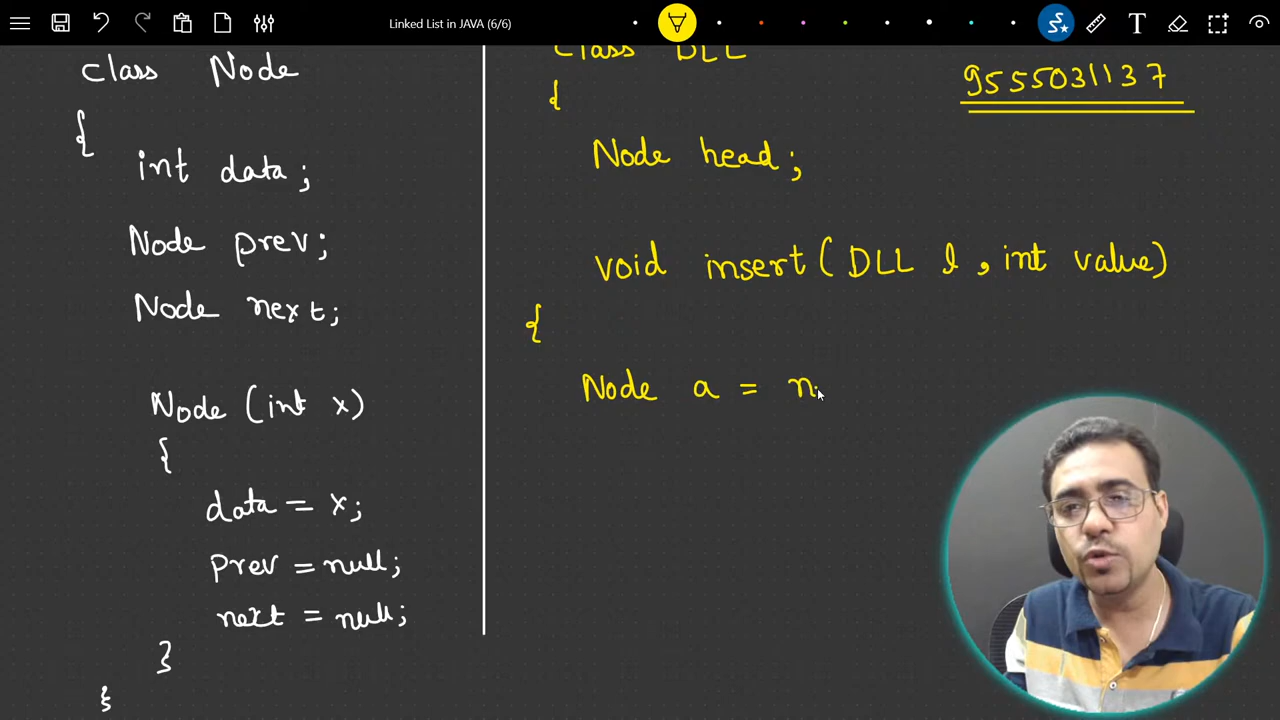 Linked List in JAVA (6/6)
class Node
{
int data;
Node prev;
Node next;
Node (int x)
{
data = x;
prev = null;
next = null;
}
}
class DLL
{
9555031137
Node head;
void insert(DLL l, int value)
{
Node a = n